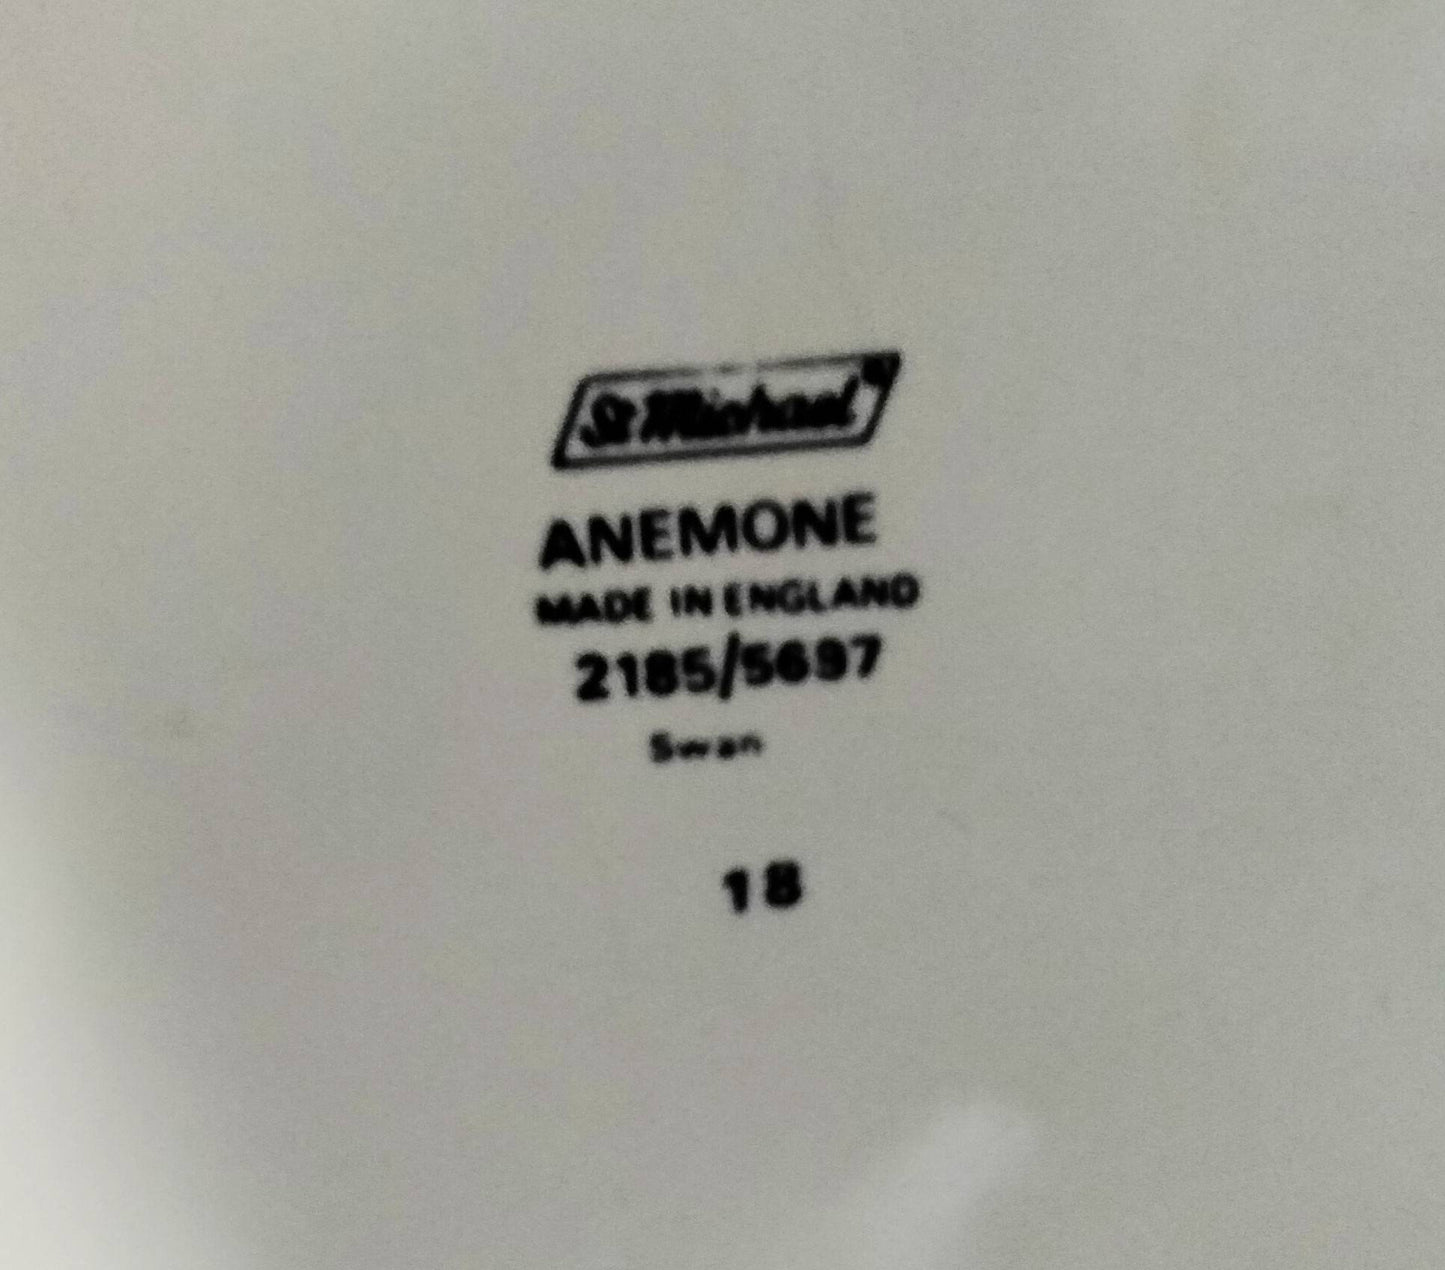 St Michael
ANEMONE
MADE IN ENGLAND
2185/5697
Swan
18